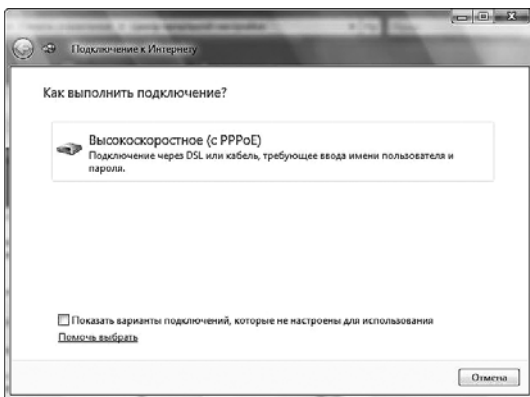 Подключение к Интернету
Как выполнить подключение?
Высокоскоростное (с PPPoE)
Подключение через DSL или кабель, требующее ввода имени пользователя и
пароля.
Показать варианты подключений, которые не настроены для использования
Помочь выбрать
Отмена